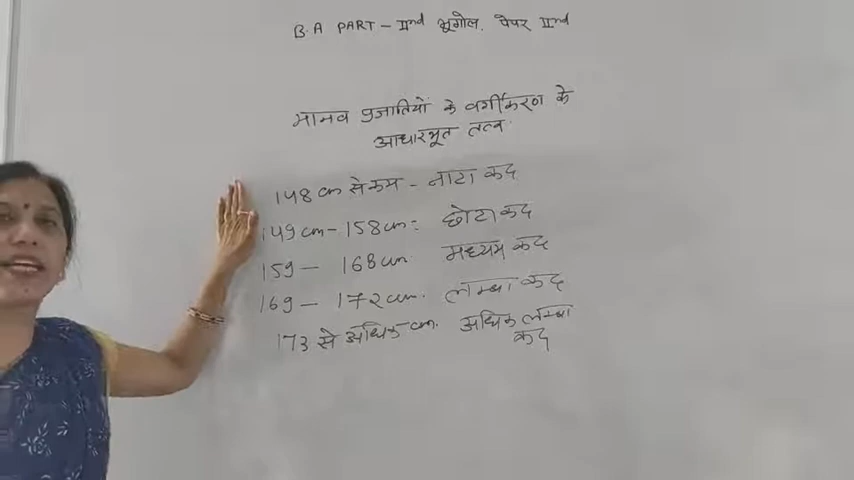 B.A PART - IInd भूगोल. पेपर IInd
मानव प्रजातियों के वर्गीकरण के
आधारभूत तत्व.
148 cm से कम - नाटा कद
149 cm - 158 cm = छोटा कद
159 - 168 cm. मध्यम कद
169 - 172 cm. लम्बा कद
173 से अधिक cm. अधिक लम्बा
कद